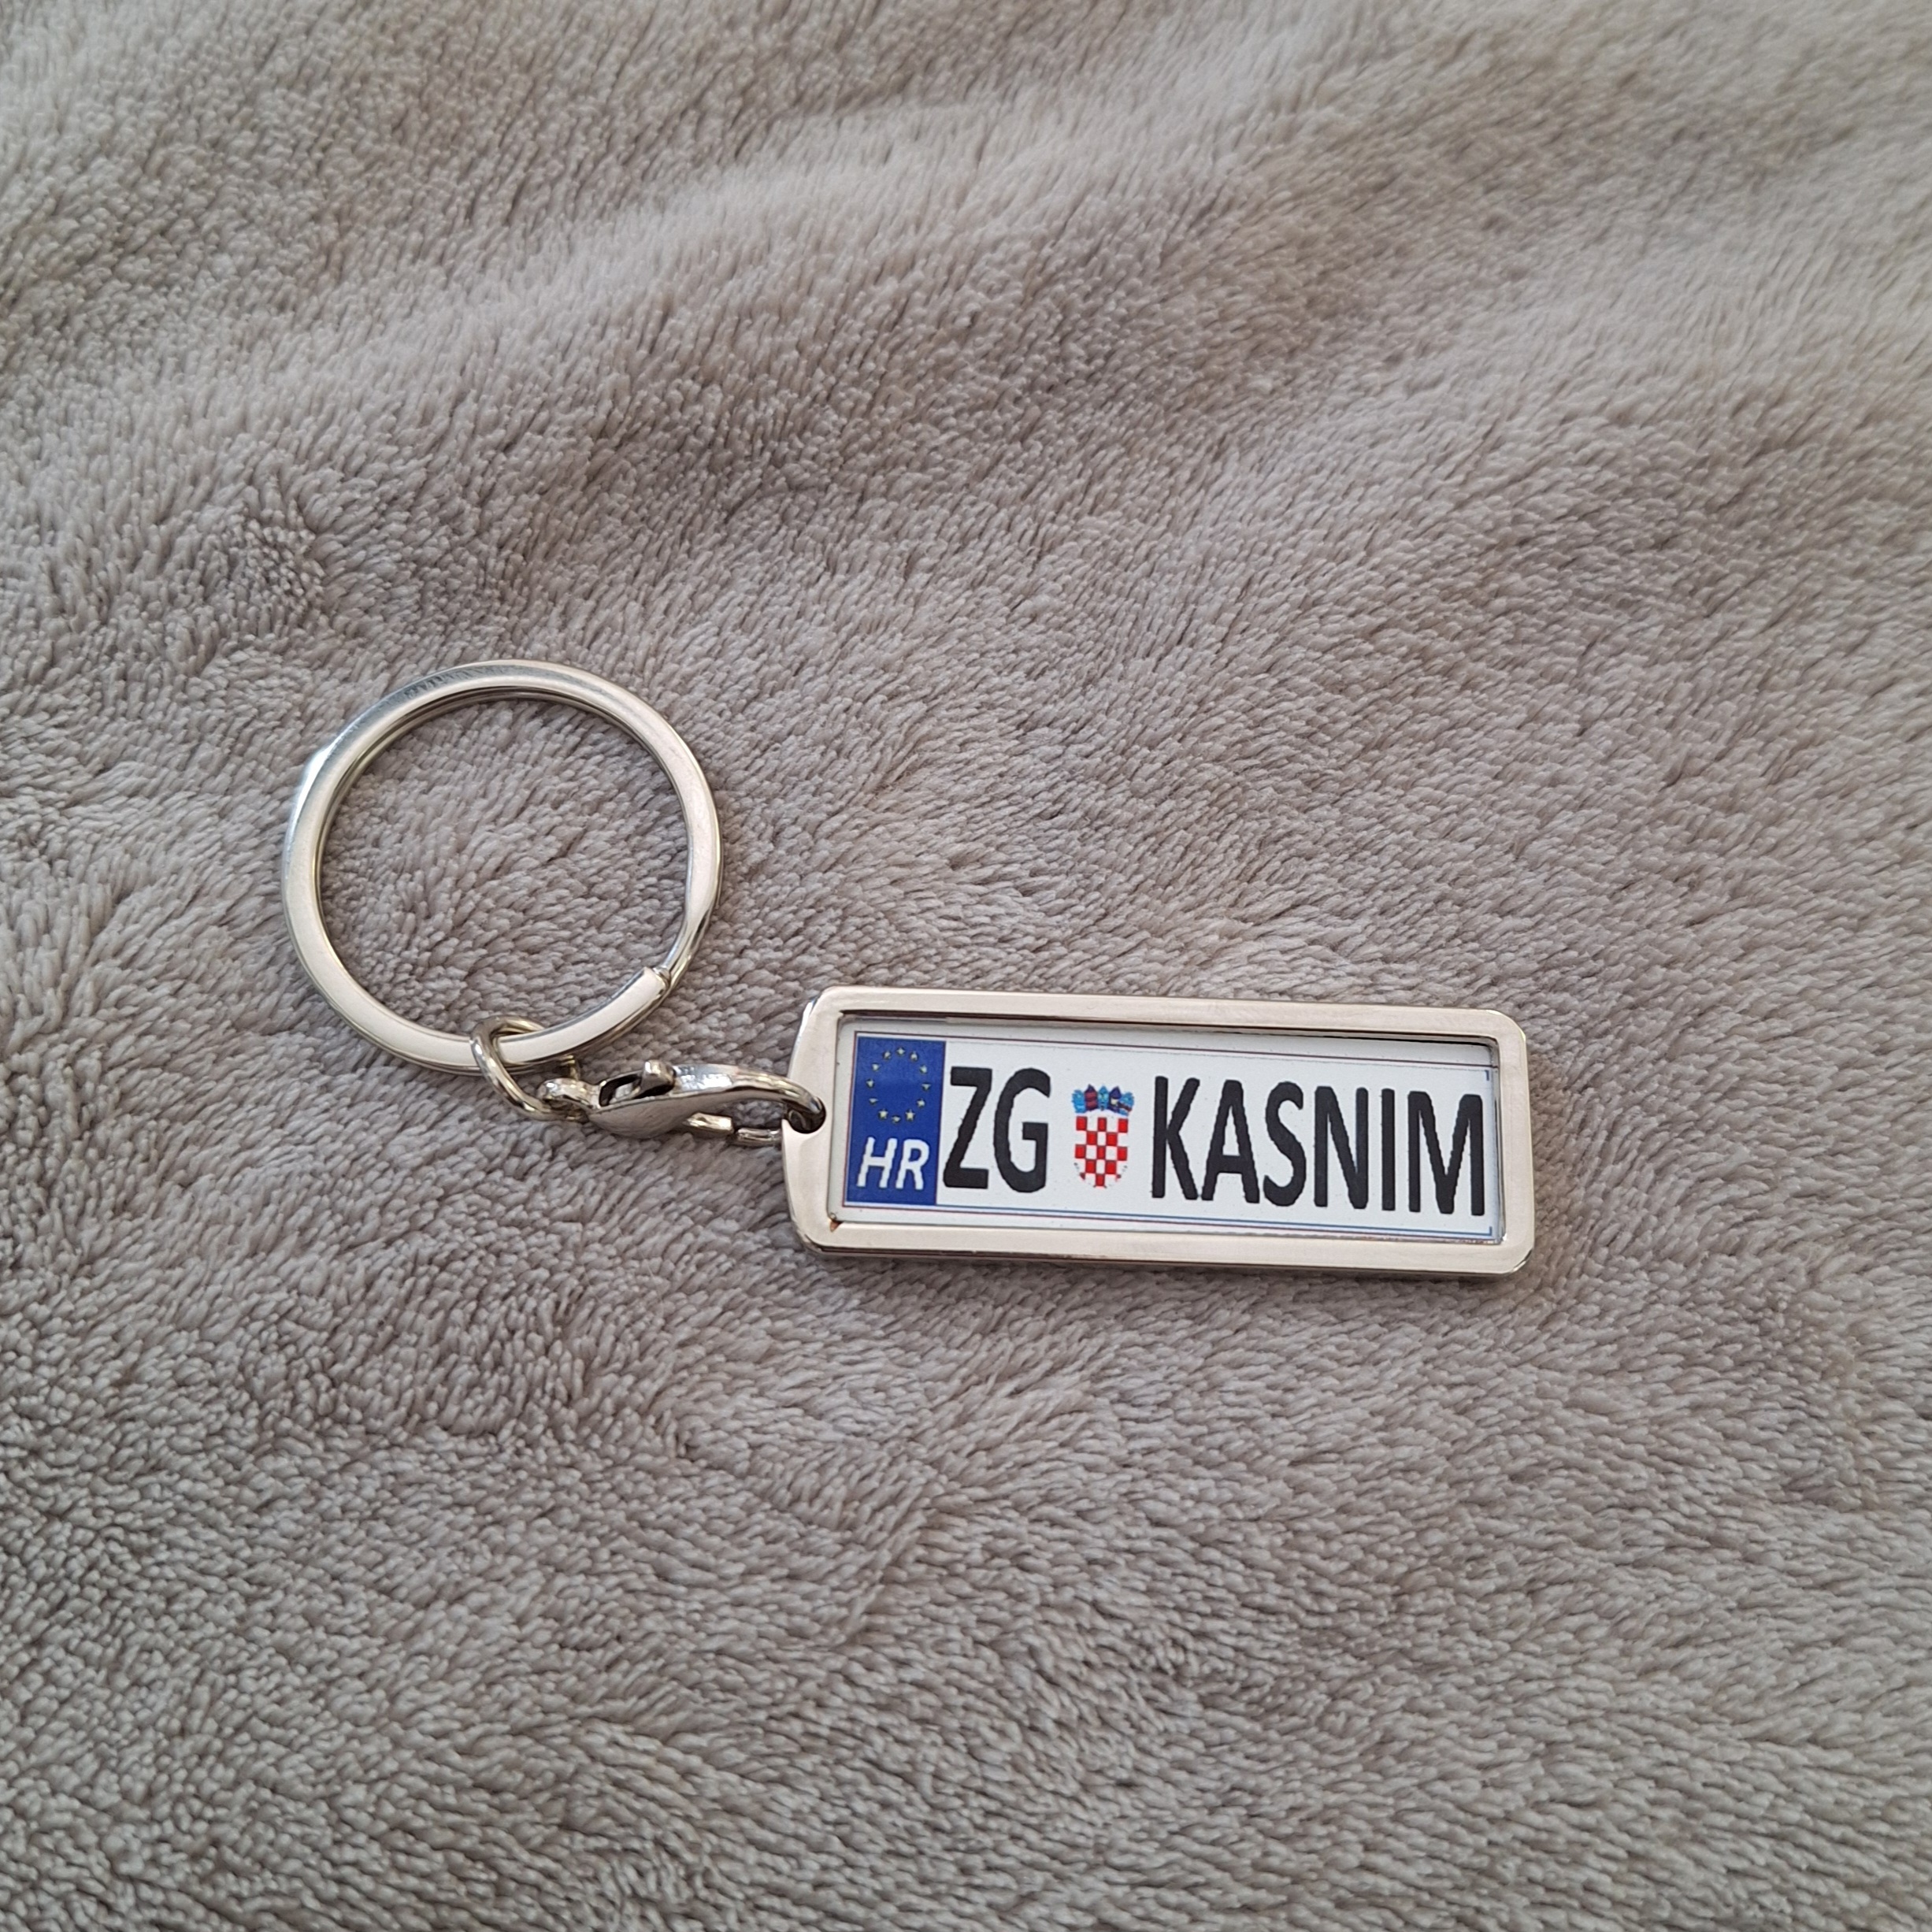 HR ZG KASNIM